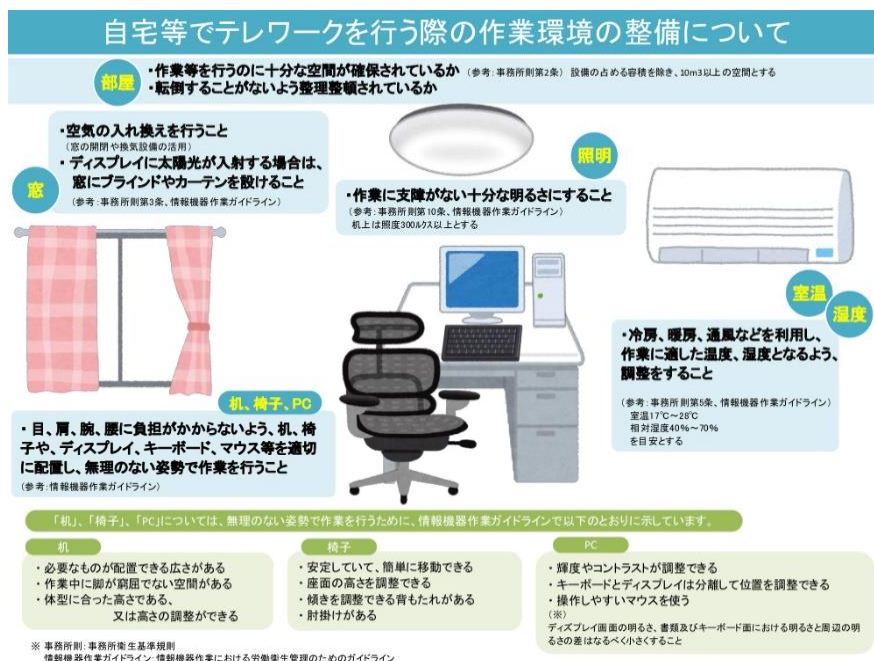 自宅等でテレワークを行う際の作業環境の整備について
部屋
・作業等を行うのに十分な空間が確保されているか （参考：事務所則第2条） 設備の占める容積を除き、10m3以上の空間とする
・転倒することがないよう整理整頓されているか
・空気の入れ換えを行うこと
（窓の開閉や換気設備の活用）
・ディスプレイに太陽光が入射する場合は、
窓にブラインドやカーテンを設けること
（参考：事務所則第3条、情報機器作業ガイドライン）
窓
照明
・作業に支障がない十分な明るさにすること
（参考：事務所則第10条、情報機器作業ガイドライン）
机上は照度300ルクス以上とする
室温
湿度
・冷房、暖房、通風などを利用し、
作業に適した温度、湿度となるよう、
調整をすること
（参考：事務所則第5条、情報機器作業ガイドライン）
室温17℃～28℃
相対湿度40％～70％
を目安とする
机、椅子、PC
・目、肩、腕、腰に負担がかからないよう、机、椅
子や、ディスプレイ、キーボード、マウス等を適切
に配置し、無理のない姿勢で作業を行うこと
（参考：情報機器作業ガイドライン）
「机」、「椅子」、「PC」については、無理のない姿勢で作業を行うために、情報機器作業ガイドラインで以下のとおりに示しています。
机
・必要なものが配置できる広さがある
・作業中に脚が窮屈でない空間がある
・体型に合った高さである、
又は高さの調整ができる
椅子
・安定していて、簡単に移動できる
・座面の高さを調整できる
・傾きを調整できる背もたれがある
・肘掛けがある
PC
・輝度やコントラストが調整できる
・キーボードとディスプレイは分離して位置を調整できる
・操作しやすいマウスを使う
（※）
ディズプレイ画面の明るさ、書類及びキーボード面における明るさと周辺の明
るさの差はなるべく小さくすること
※ 事務所則：事務所衛生基準規則
情報機器作業ガイドライン：情報機器作業における労働衛生管理のためのガイドライン